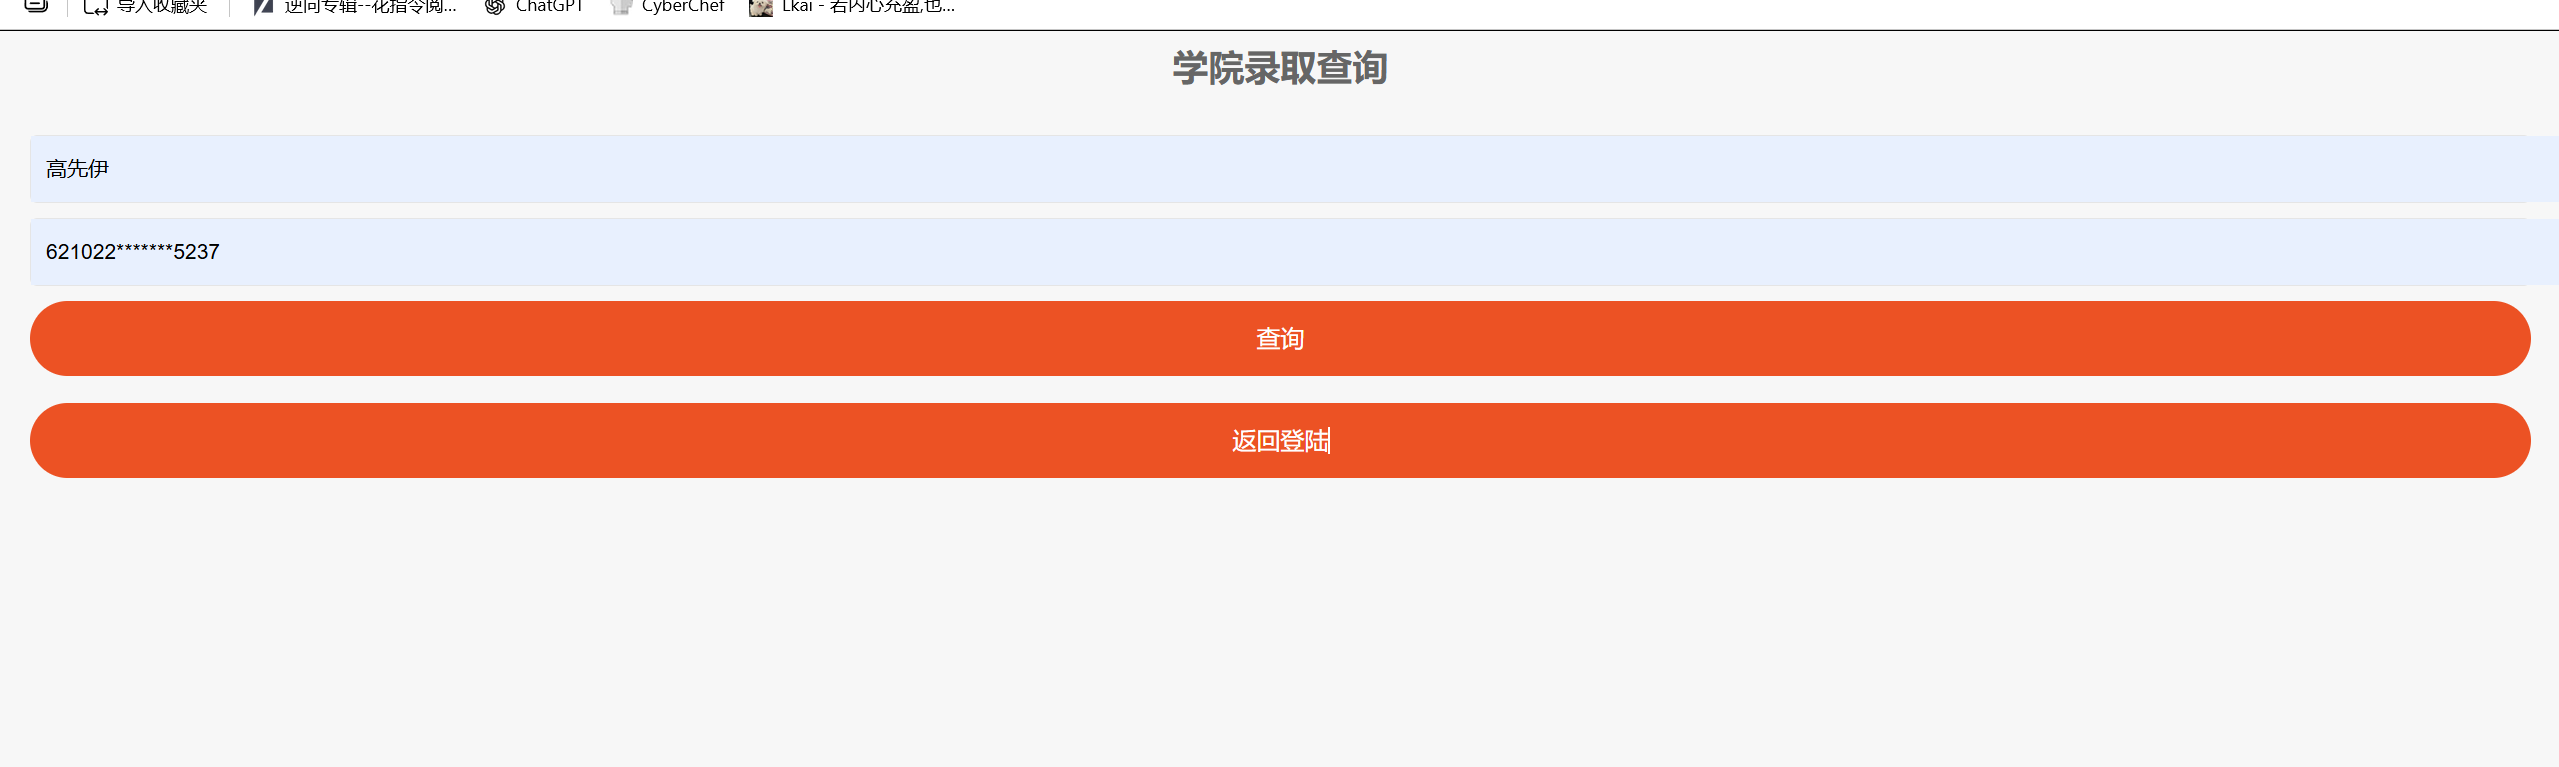 导入收藏夹 逆向专辑--花指令阅... ChatGPT CyberChef Lkai - 若内心充盈,也...
学院录取查询
高先伊
621022*******5237
查询
返回登陆